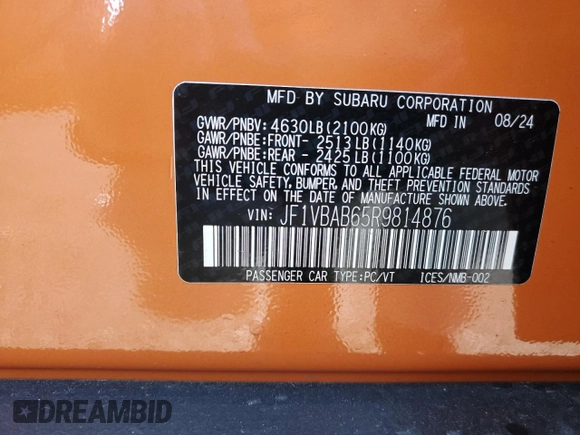 MFD BY SUBARU CORPORATION
MFD IN 08/24
GVWR/PNBV: 4630LB(2100KG)
GAWR/PNBE:FRONT- 2513LB(1140KG)
GAWR/PNBE:REAR - 2425LB(1100KG)
THIS VEHICLE CONFORMS TO ALL APPLICABLE FEDERAL MOTOR
VEHICLE SAFETY, BUMPER, AND THEFT PREVENTION STANDARDS
IN EFFECT ON THE DATE OF MANUFACTURE SHOWN ABOVE.
VIN: JF1VBAB65R9814876
PASSENGER CAR TYPE:PC/VT ICES/NMB-002
DREAMBID